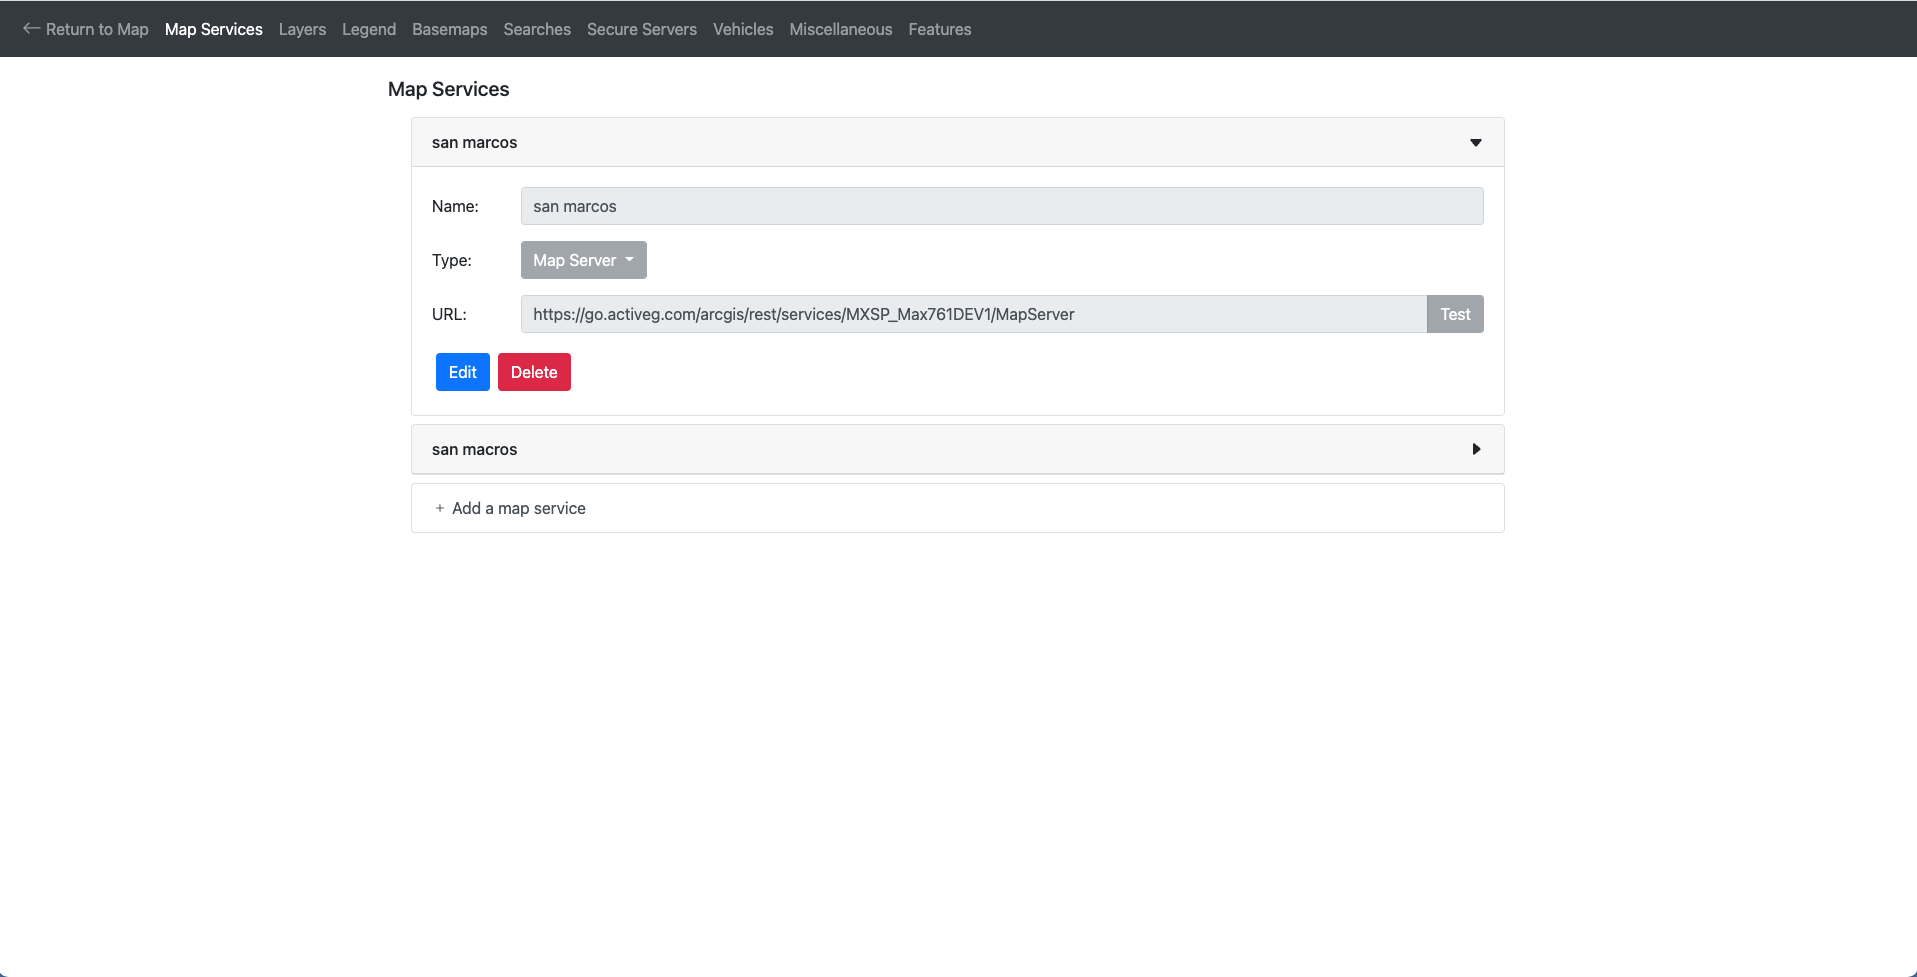 Return to Map Map Services Layers Legend Basemaps Searches Secure Servers Vehicles Miscellaneous Features
Map Services
san marcos
Name: san marcos
Type: Map Server
URL: https://go.activeg.com/arcgis/rest/services/MXSP_Max761DEV1/MapServer Test
Edit Delete
san macros
+ Add a map service